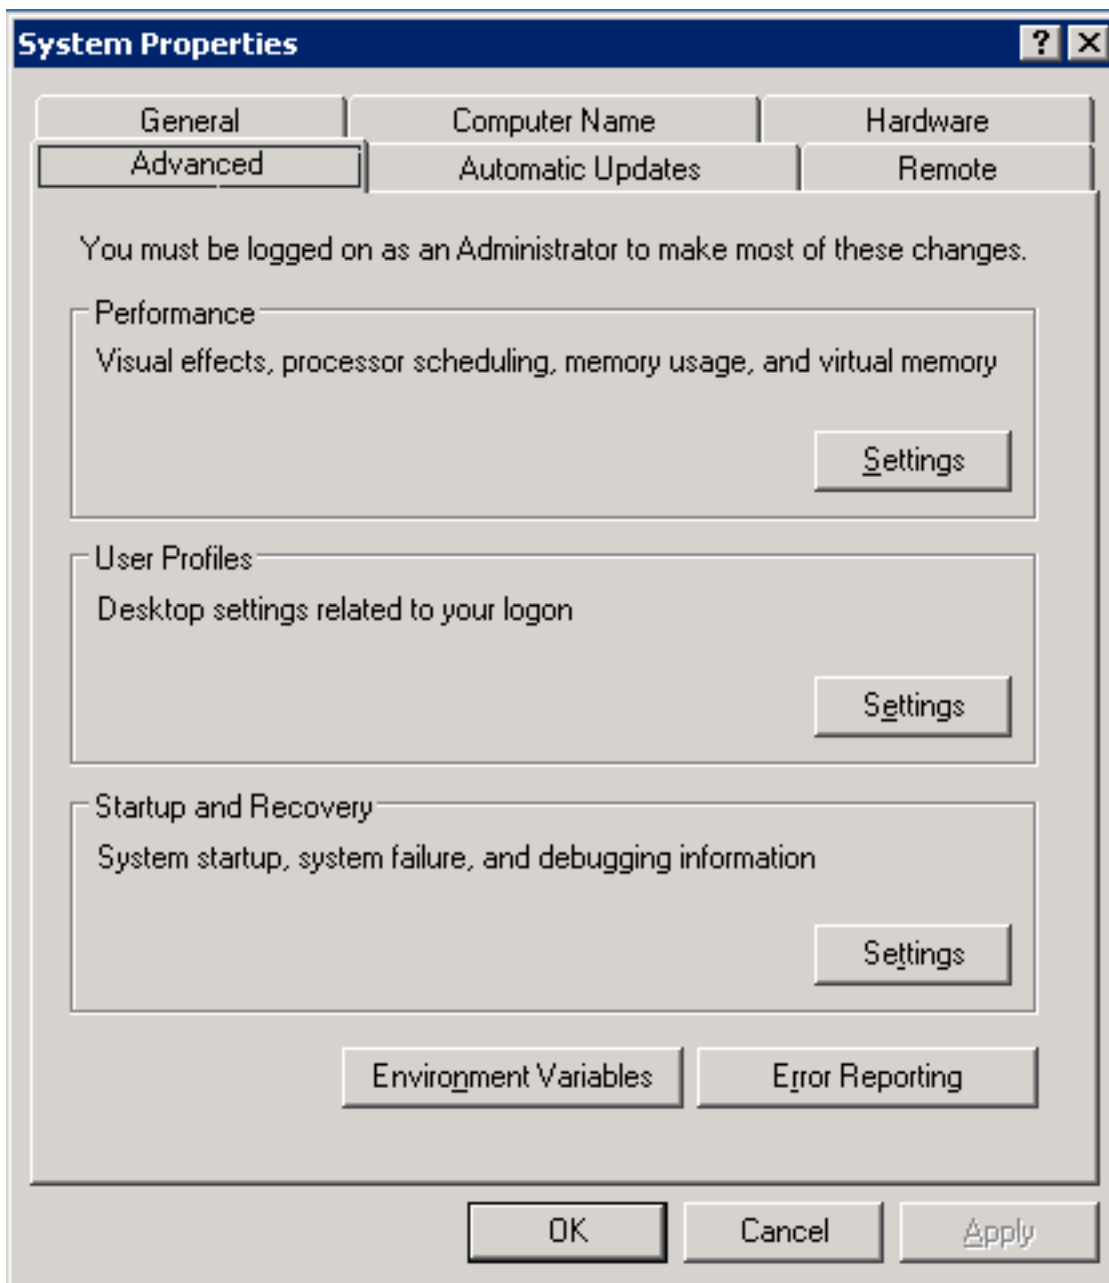 System Properties
General
Computer Name
Hardware
Advanced
Automatic Updates
Remote
You must be logged on as an Administrator to make most of these changes.
Performance
Visual effects, processor scheduling, memory usage, and virtual memory
Settings
User Profiles
Desktop settings related to your logon
Settings
Startup and Recovery
System startup, system failure, and debugging information
Settings
Environment Variables
Error Reporting
OK
Cancel
Apply